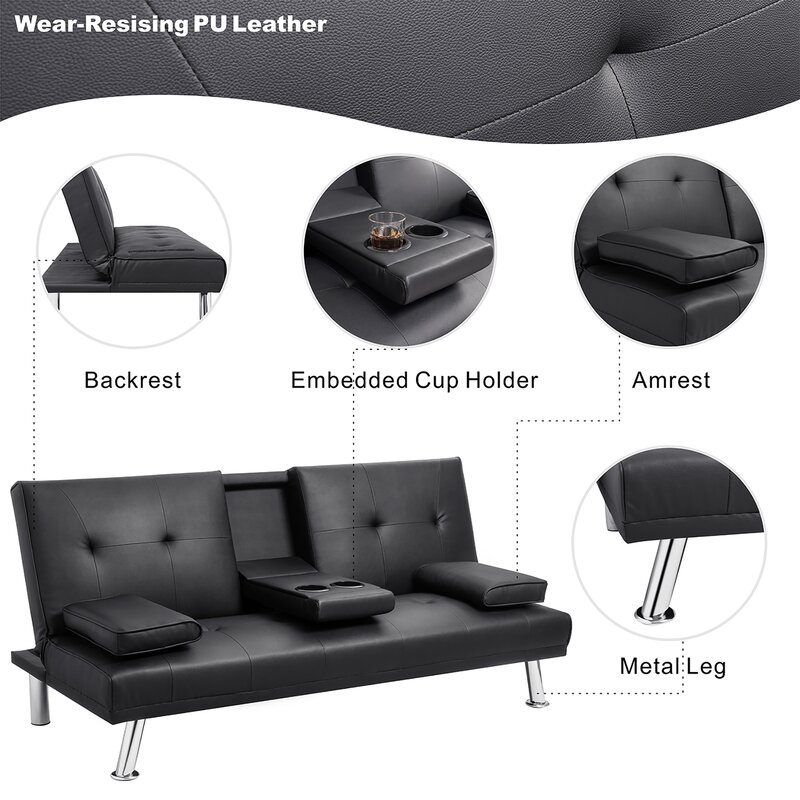 Wear-Resising PU Leather
Backrest
Embedded Cup Holder
Amrest
Metal Leg